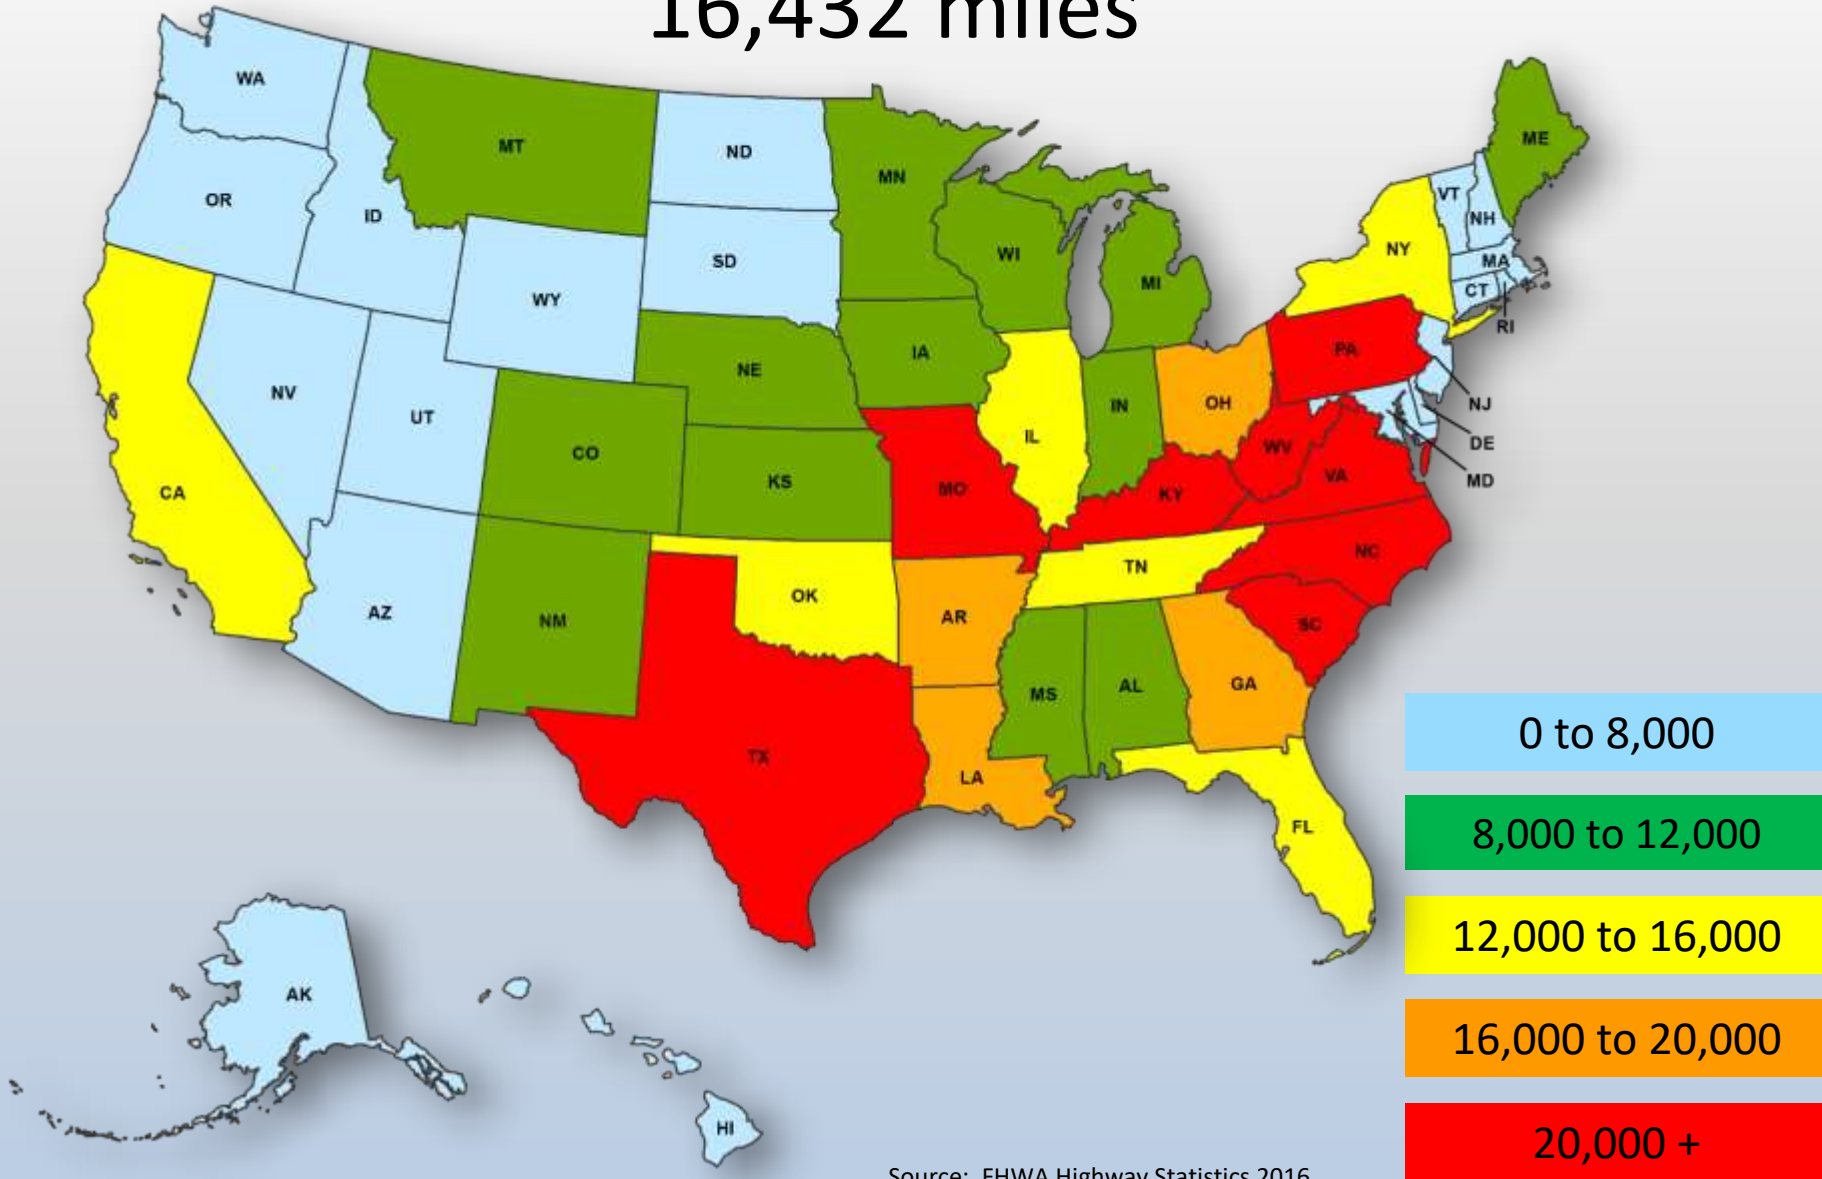 16,432 miles
WA
MT
ND
MN
ME
OR
ID
VT
NH
WI
NY
SD
MI
MA
WY
CT
RI
IA
PA
NE
NV
UT
IN
OH
NJ
IL
DE
CO
WV
KS
VA
MD
CA
MO
KY
NC
TN
OK
AZ
NM
AR
SC
MS
AL
GA
TX
LA
FL
AK
HI
0 to 8,000
8,000 to 12,000
12,000 to 16,000
16,000 to 20,000
20,000 +
Source: FHWA Highway Statistics 2016